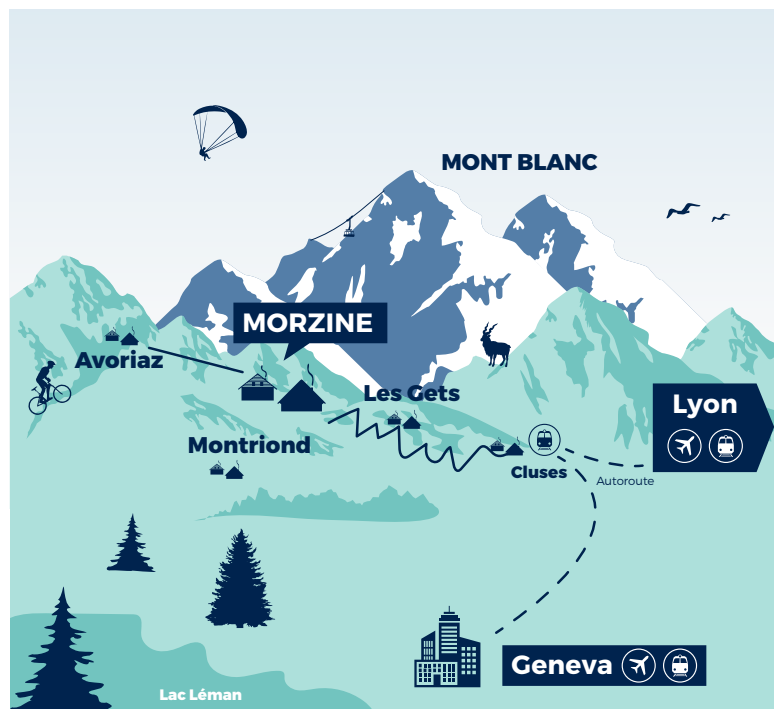 MONT BLANC
MORZINE
Avoriaz
Les Gets
Lyon
Montriond
Cluses
Autoroute
Geneva
Lac Léman